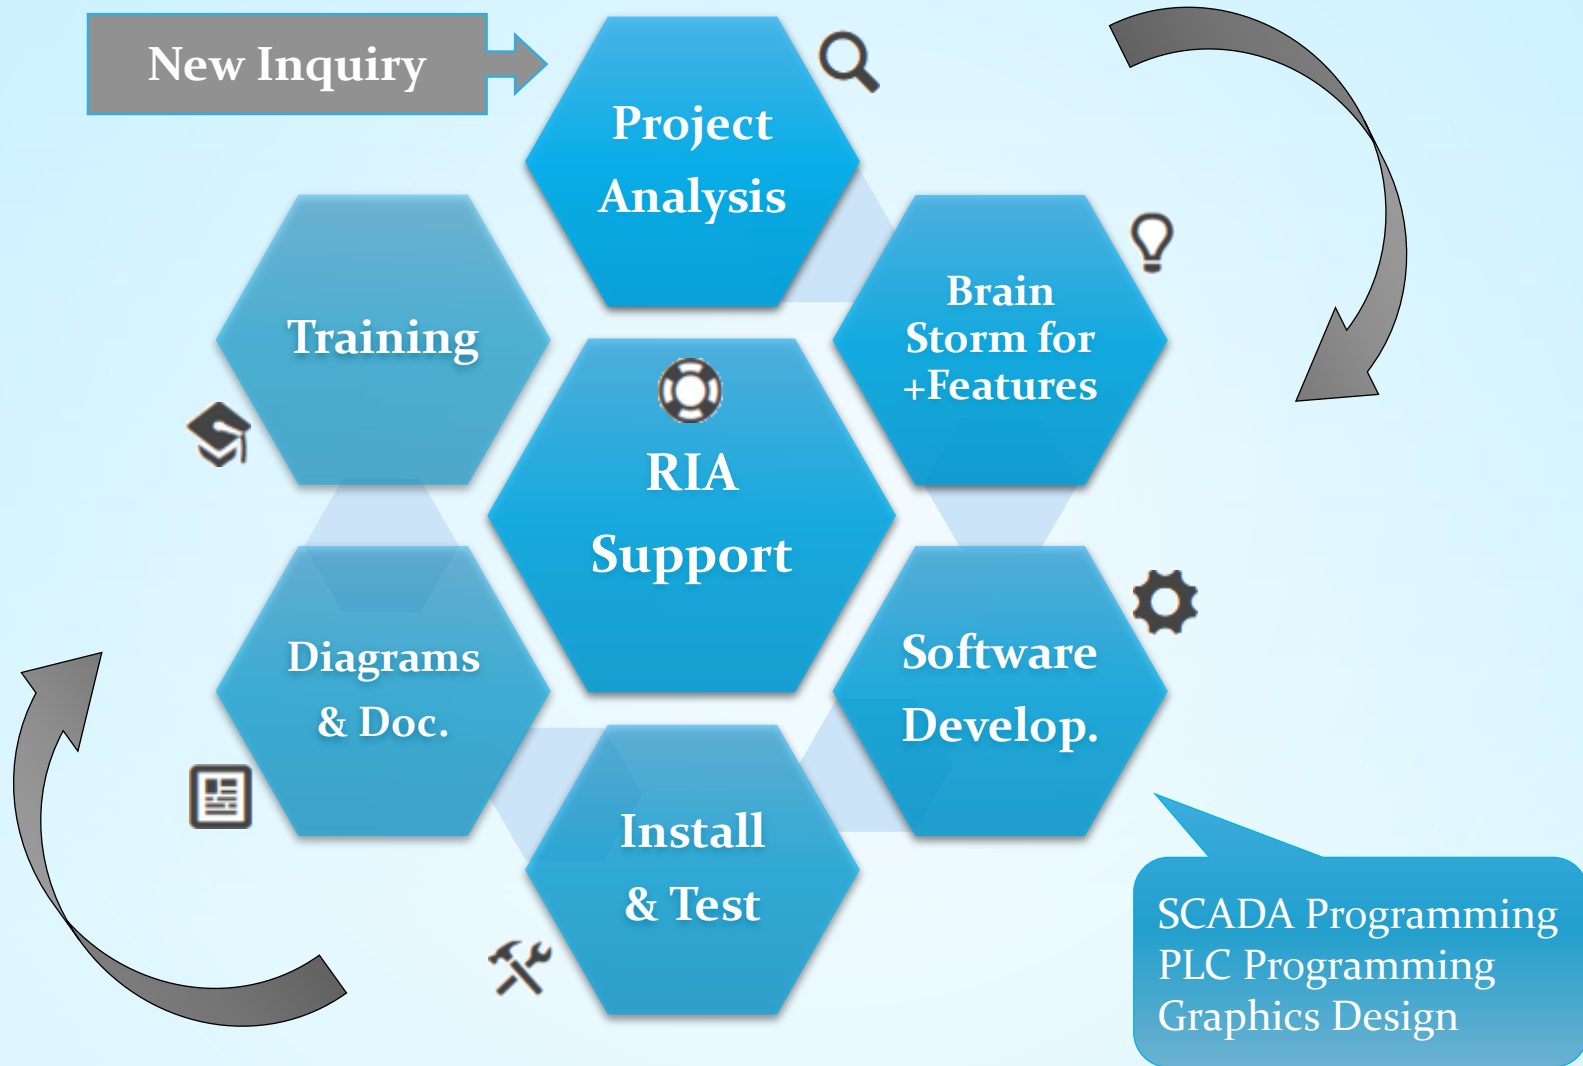 New Inquiry
Project
Analysis
Brain
Storm for
+Features
Software
Develop.
SCADA Programming
PLC Programming
Graphics Design
Install
& Test
Diagrams
& Doc.
Training
RIA
Support